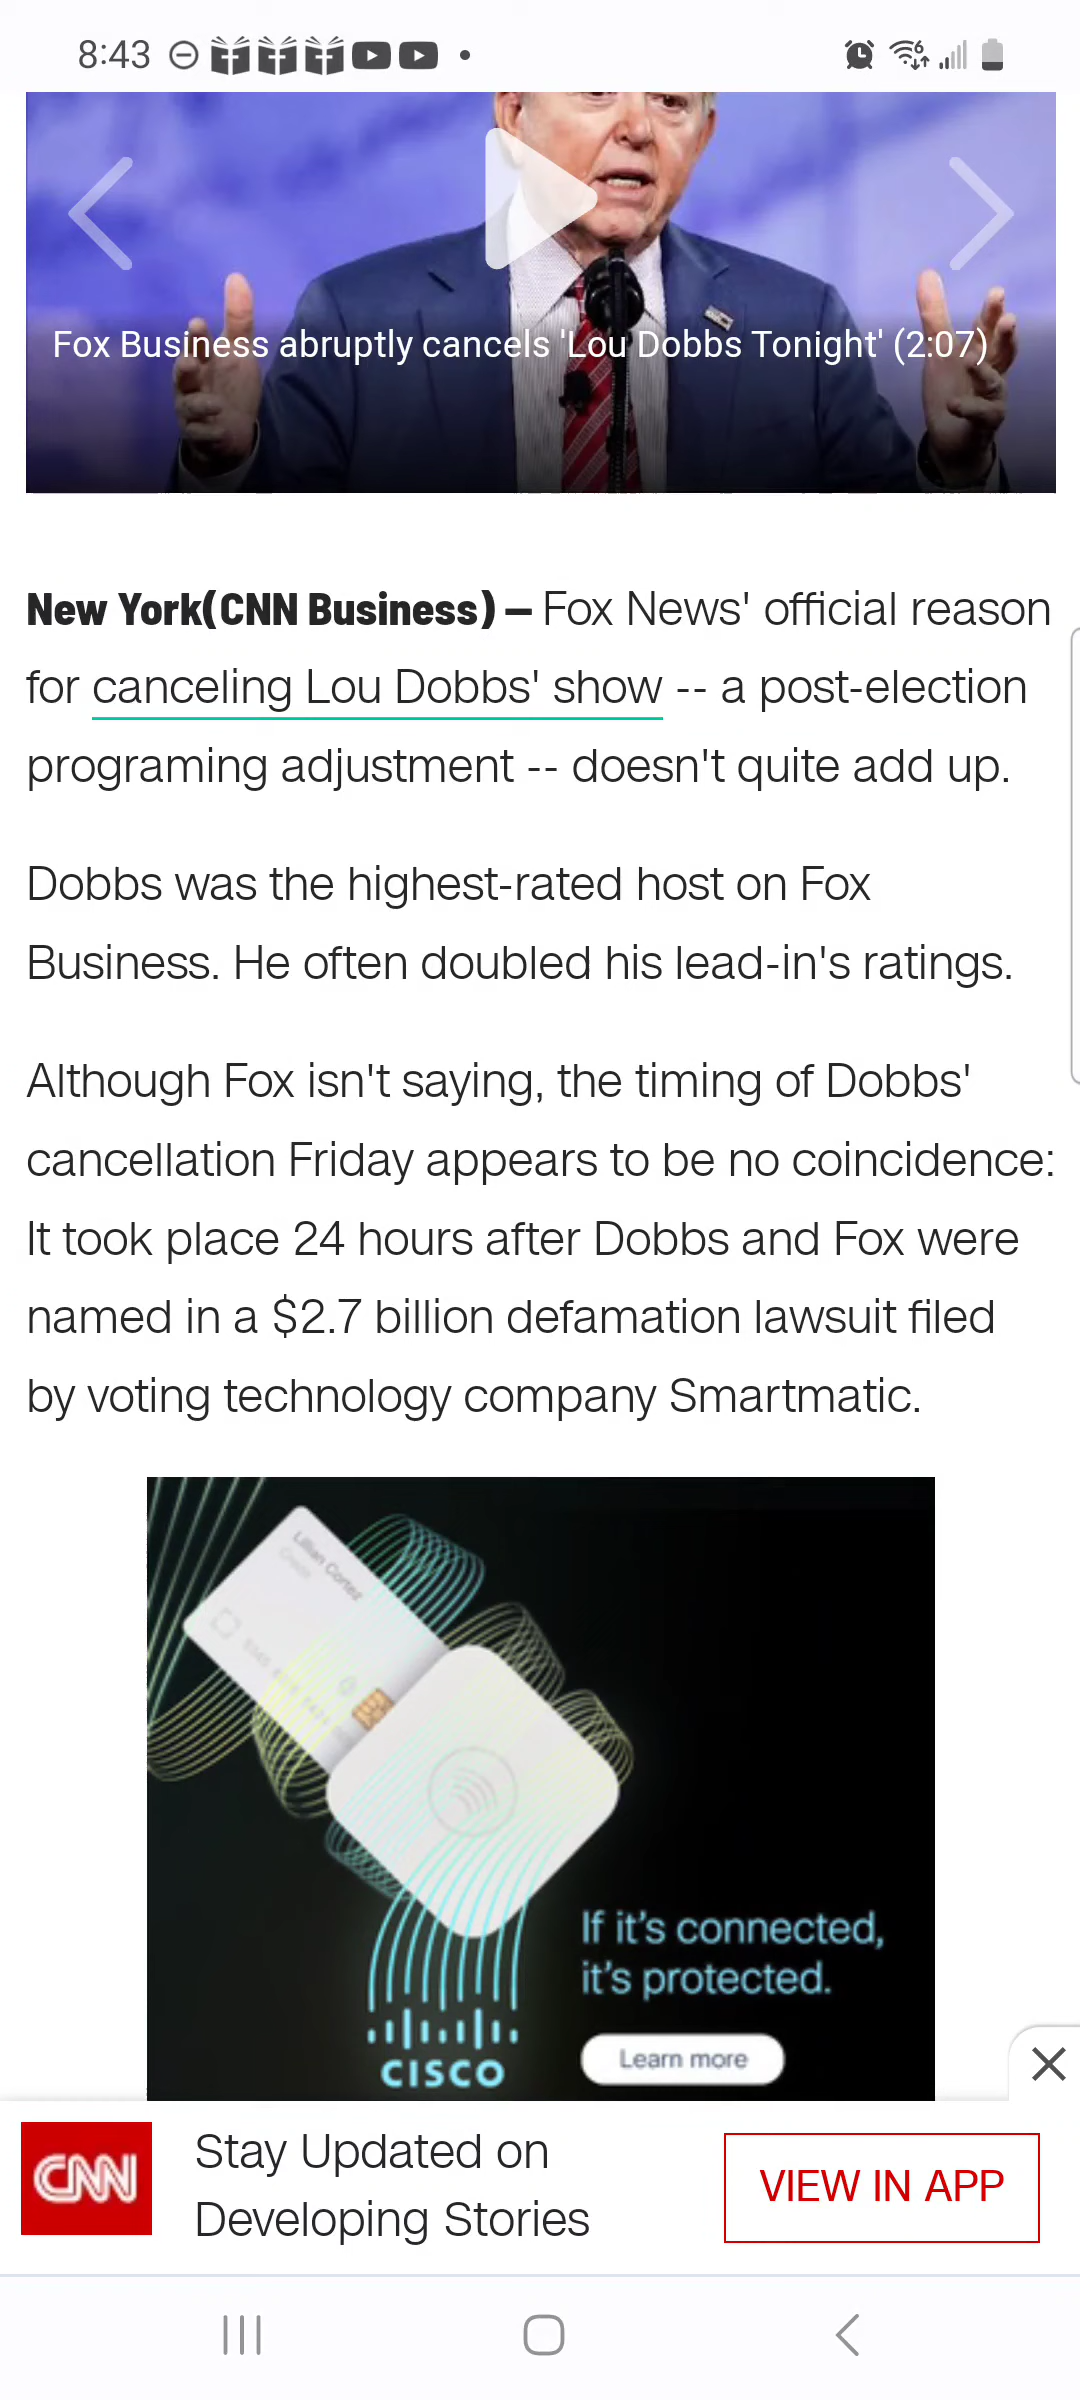 8:43
Fox Business abruptly cancels 'Lou Dobbs Tonight' (2:07)
New York(CNN Business) — Fox News' official reason
for canceling Lou Dobbs' show -- a post-election
programing adjustment -- doesn't quite add up.
Dobbs was the highest-rated host on Fox
Business. He often doubled his lead-in's ratings.
Although Fox isn't saying, the timing of Dobbs'
cancellation Friday appears to be no coincidence:
It took place 24 hours after Dobbs and Fox were
named in a $2.7 billion defamation lawsuit filed
by voting technology company Smartmatic.
Lillian Cortez
Credit
If it's connected,
it's protected.
CISCO
Learn more
CNN
Stay Updated on
Developing Stories
VIEW IN APP